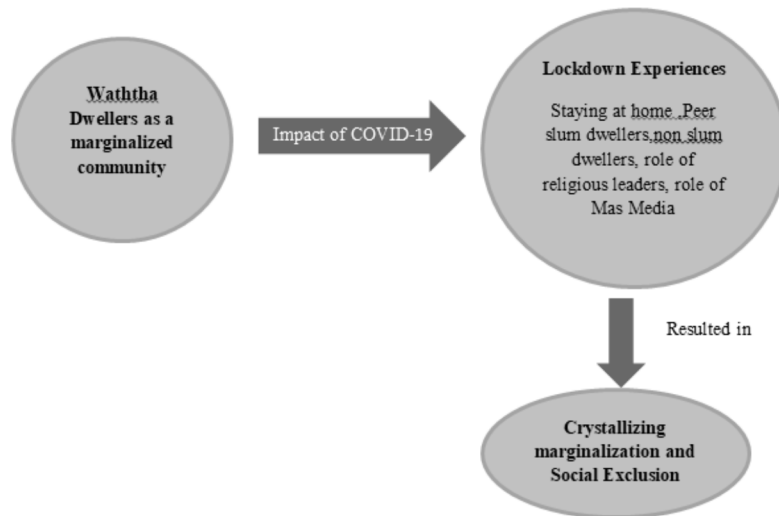 Waththa
Dwellers as a
marginalized
community
Impact of COVID-19
Lockdown Experiences
Staying at home ,Peer
slum dwellers,non slum
dwellers, role of
religious leaders, role of
Mas Media
Resulted in
Crystallizing
marginalization and
Social Exclusion